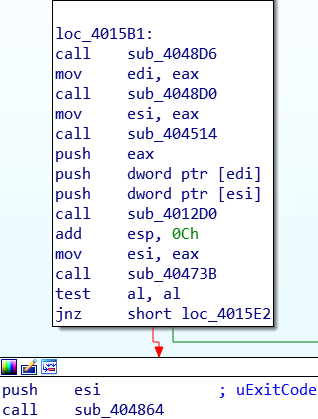 loc_4015B1:
call sub_4048D6
mov edi, eax
call sub_4048D0
mov esi, eax
call sub_404514
push eax
push dword ptr [edi]
push dword ptr [esi]
call sub_4012D0
add esp, 0Ch
mov esi, eax
call sub_40473B
test al, al
jnz short loc_4015E2
push esi ; uExitCode
call sub_404864